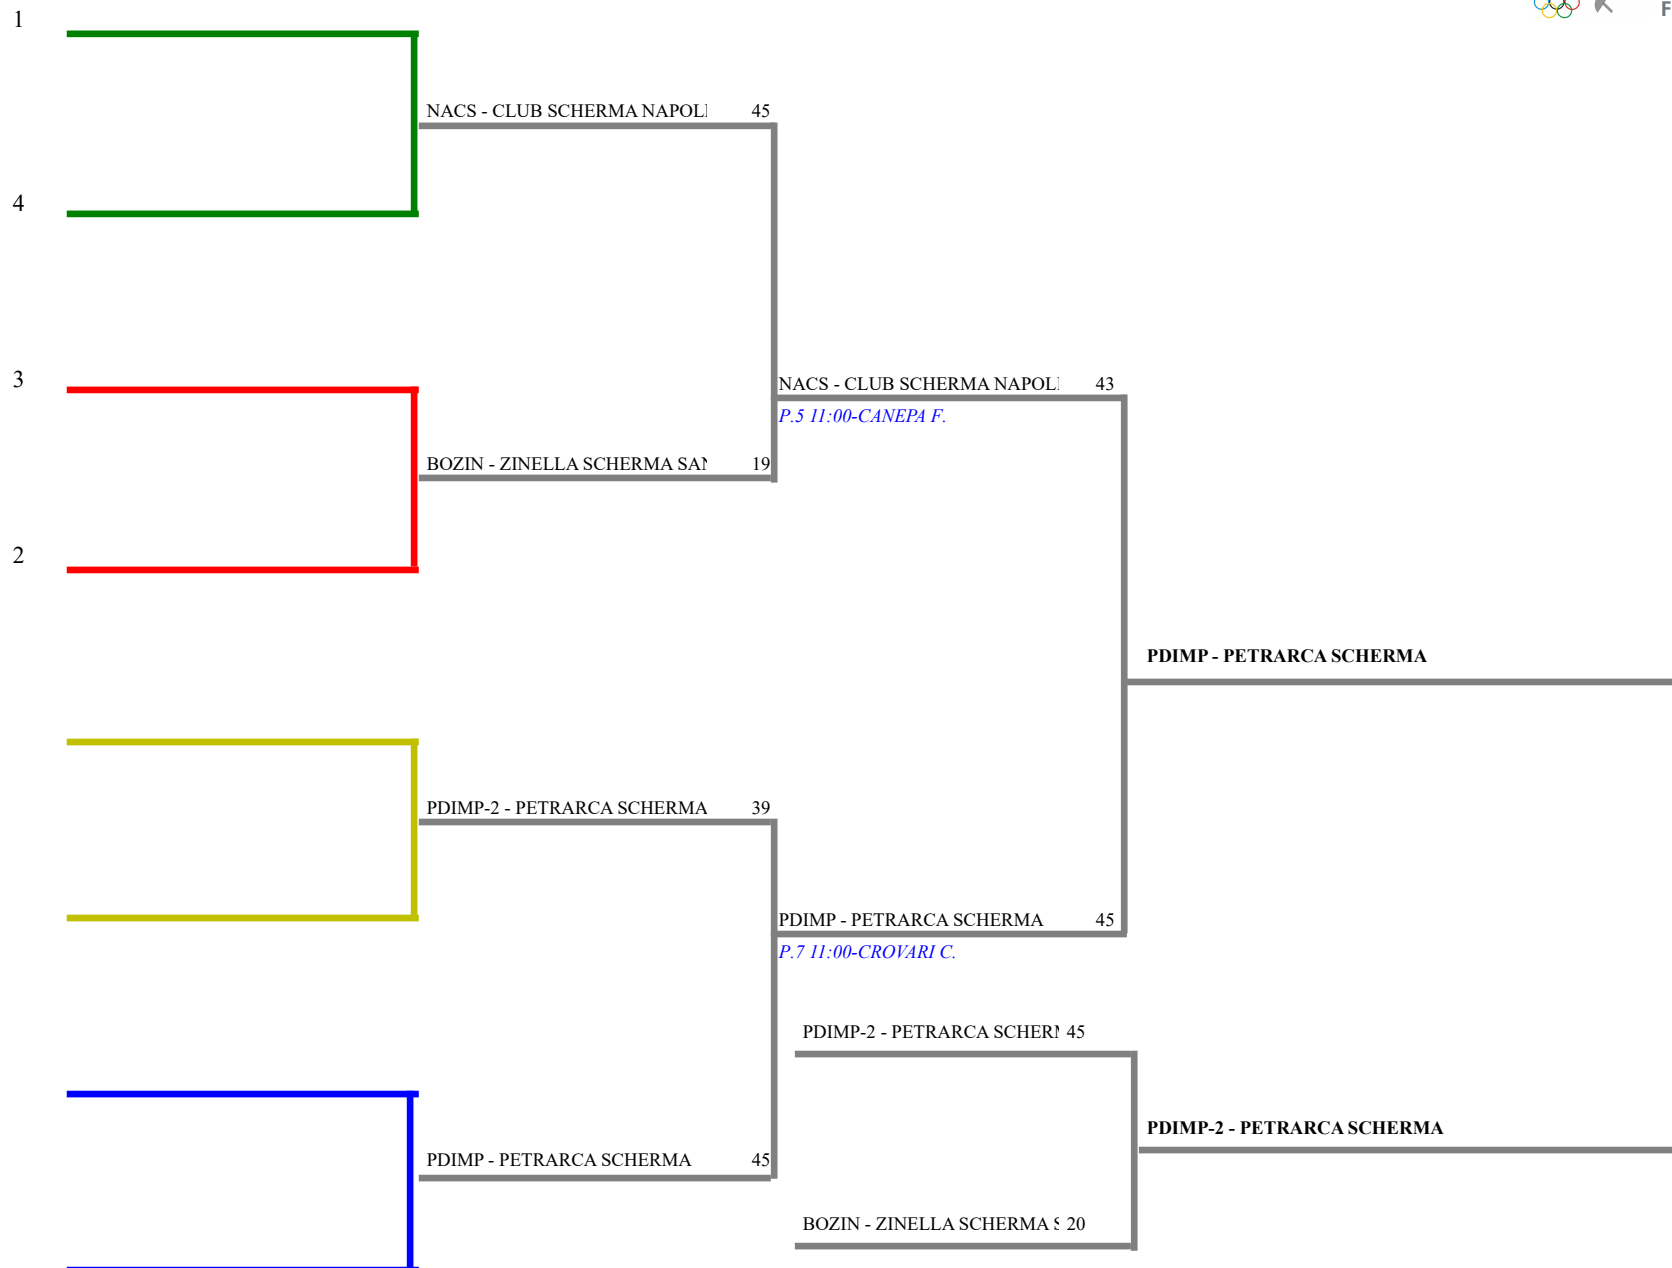 1
F
NACS - CLUB SCHERMA NAPOLI 45
4
3
NACS - CLUB SCHERMA NAPOLI 43
P.5 11:00-CANEPA F.
BOZIN - ZINELLA SCHERMA SAN 19
2
PDIMP - PETRARCA SCHERMA
PDIMP-2 - PETRARCA SCHERMA 39
PDIMP - PETRARCA SCHERMA 45
P.7 11:00-CROVARI C.
PDIMP-2 - PETRARCA SCHERM 45
PDIMP-2 - PETRARCA SCHERMA
PDIMP - PETRARCA SCHERMA 45
BOZIN - ZINELLA SCHERMA S 20